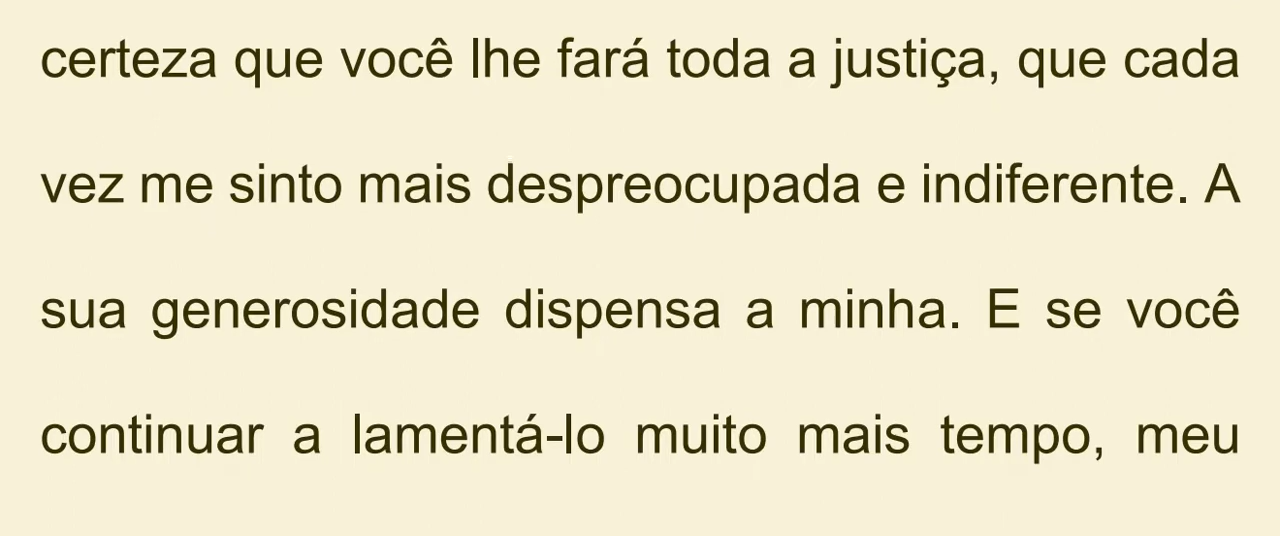 certeza que você lhe fará toda a justiça, que cada
vez me sinto mais despreocupada e indiferente. A
sua generosidade dispensa a minha. E se você
continuar a lamentá-lo muito mais tempo, meu